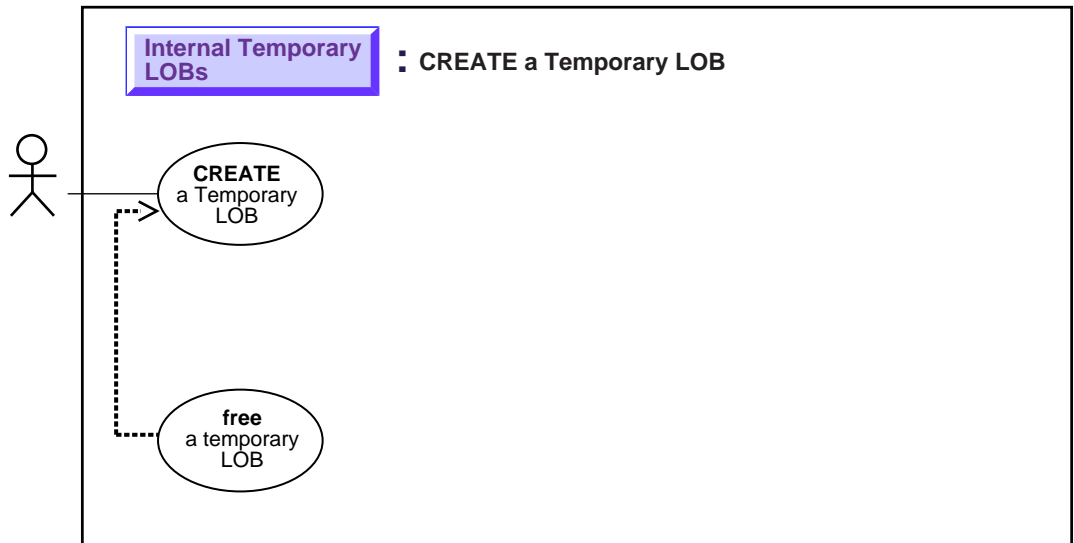 Internal Temporary
LOBs
: CREATE a Temporary LOB
CREATE
a Temporary
LOB
free
a temporary
LOB